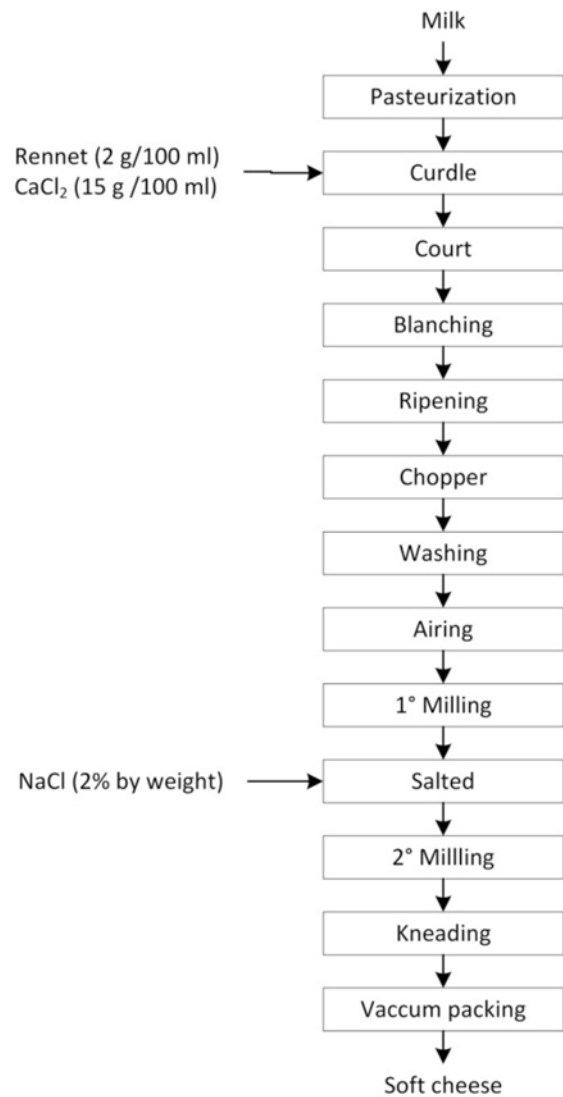 Milk
Pasteurization
Rennet (2 g/100 ml)
CaCl₂ (15 g /100 ml)
Curdle
Court
Blanching
Ripening
Chopper
Washing
Airing
1° Milling
NaCl (2% by weight)
Salted
2° Millling
Kneading
Vaccum packing
Soft cheese